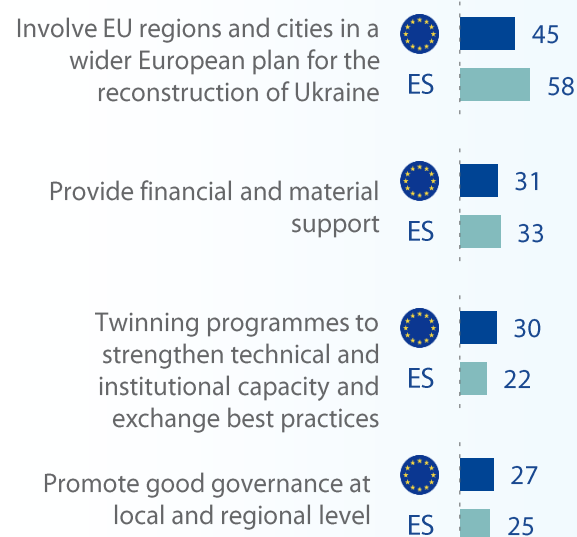 Involve EU regions and cities in a
wider European plan for the
reconstruction of Ukraine
45
ES
58
Provide financial and material
support
31
ES
33
Twinning programmes to
strengthen technical and
institutional capacity and
exchange best practices
30
ES
22
Promote good governance at
local and regional level
27
ES
25